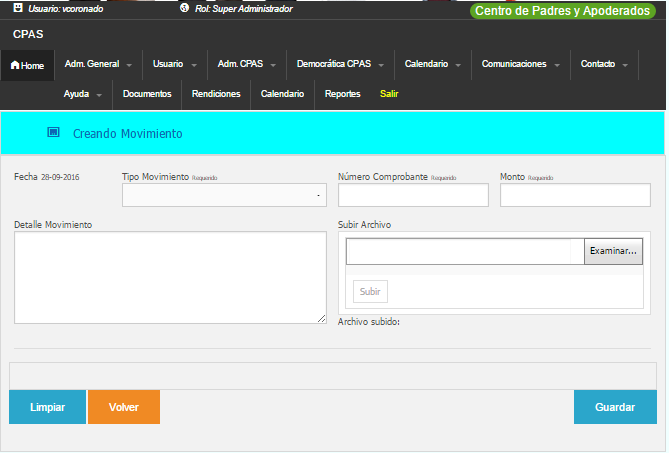 Usuario: vcoronado Rol: Super Administrador Centro de Padres y Apoderados
CPAS
Home Adm. General Usuario Adm. CPAS Democrática CPAS Calendario Comunicaciones Contacto
Ayuda Documentos Rendiciones Calendario Reportes Salir
Creando Movimiento
Fecha 28-09-2016 Tipo Movimiento Requerido Número Comprobante Requerido Monto Requerido
Detalle Movimiento Subir Archivo
Examinar...
Subir
Archivo subido:
Limpiar Volver Guardar